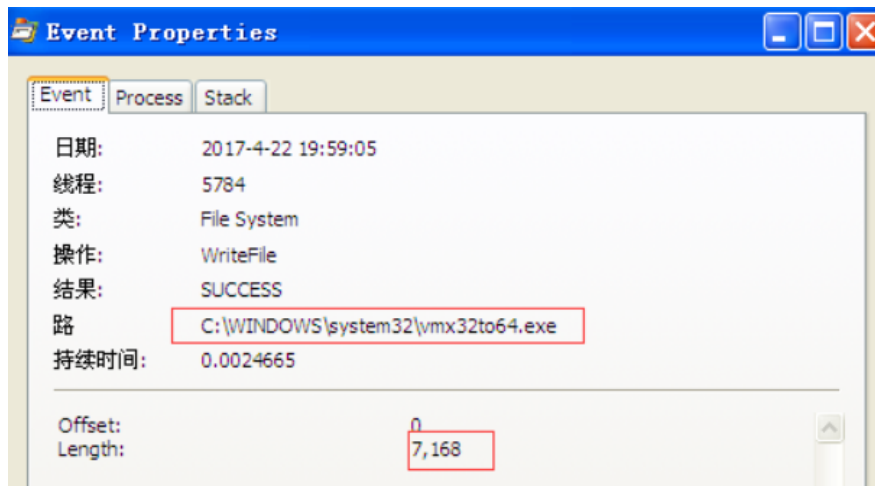 Event Properties
Event Process Stack
日期: 2017-4-22 19:59:05
线程: 5784
类: File System
操作: WriteFile
结果: SUCCESS
路 C:\WINDOWS\system32\vmx32to64.exe
持续时间: 0.0024665
Offset: 0
Length: 7,168